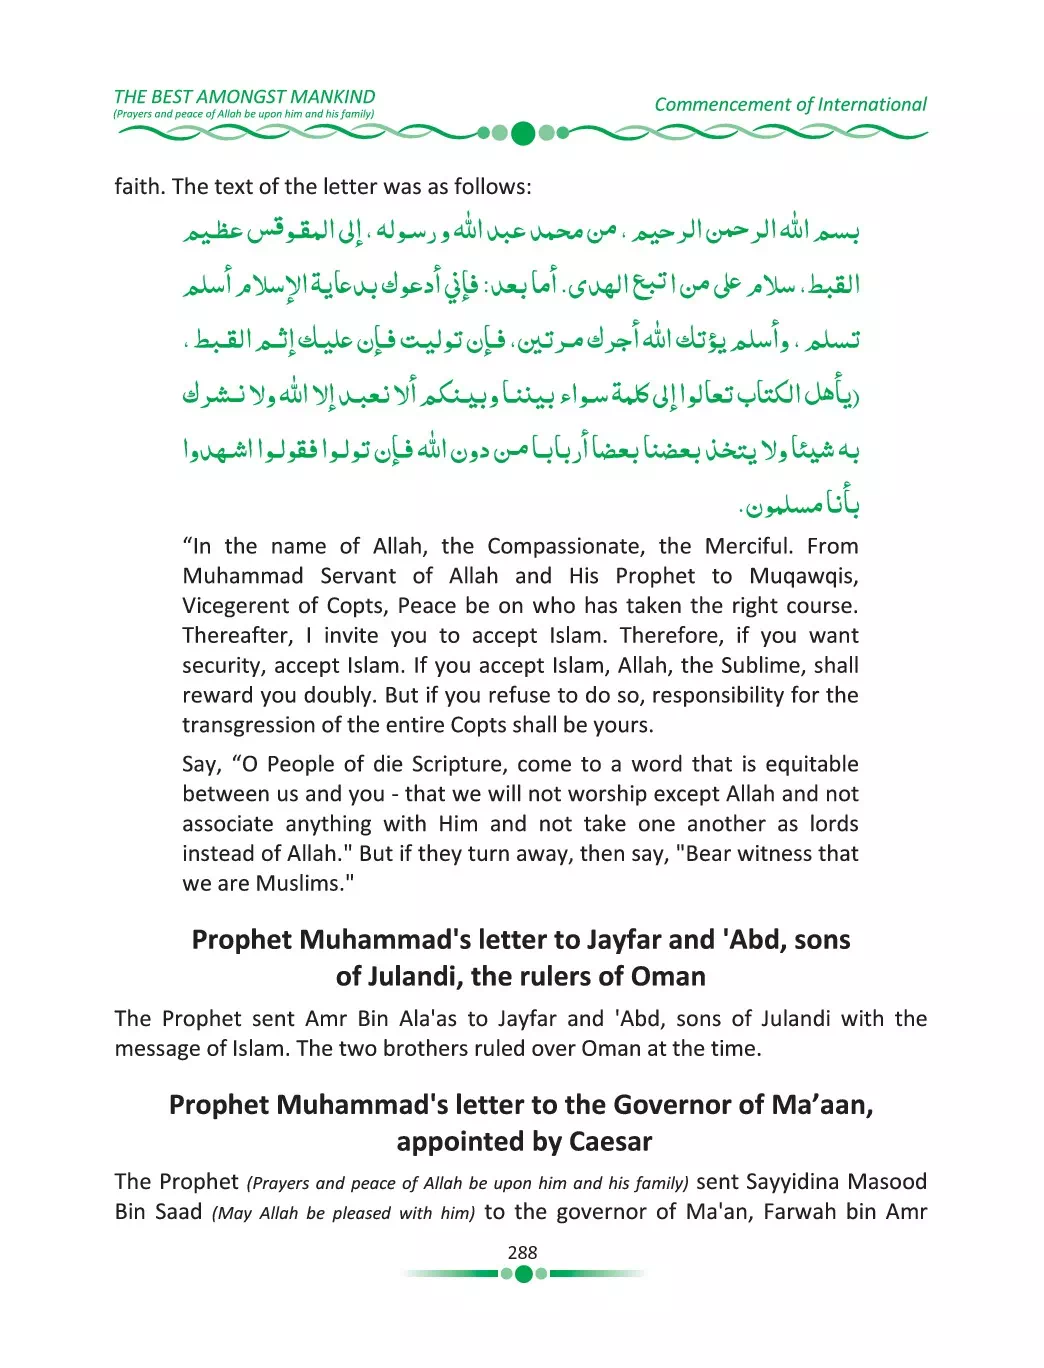 THE BEST AMONGST MANKIND
(Prayers and peace of Allah be upon him and his family)
Commencement of International
faith. The text of the letter was as follows:
بسم الله الرحمن الرحيم ، من محمد عبد الله ورسوله ، إلى المقوقس عظيم
القبط، سلام على من اتبع الهدى. أما بعد: فإني أدعوك بدعاية الإسلام أسلم
تسلم ، وأسلم يؤتك الله أجرك مرتين، فإن توليت فإن عليك إثم القبط ،
(يأهل الكتاب تعالوا إلى كلمة سواء بيننا وبينكم ألا نعبد إلا الله ولا نشرك
به شيئا ولا يتخذ بعضنا بعضا أربابا من دون الله فإن تولوا فقولوا اشهدوا
بأنا مسلمون.
“In the name of Allah, the Compassionate, the Merciful. From
Muhammad Servant of Allah and His Prophet to Muqawqis,
Vicegerent of Copts, Peace be on who has taken the right course.
Thereafter, I invite you to accept Islam. Therefore, if you want
security, accept Islam. If you accept Islam, Allah, the Sublime, shall
reward you doubly. But if you refuse to do so, responsibility for the
transgression of the entire Copts shall be yours.
Say, “O People of die Scripture, come to a word that is equitable
between us and you - that we will not worship except Allah and not
associate anything with Him and not take one another as lords
instead of Allah." But if they turn away, then say, "Bear witness that
we are Muslims."
Prophet Muhammad's letter to Jayfar and 'Abd, sons
of Julandi, the rulers of Oman
The Prophet sent Amr Bin Ala'as to Jayfar and 'Abd, sons of Julandi with the
message of Islam. The two brothers ruled over Oman at the time.
Prophet Muhammad's letter to the Governor of Ma’aan,
appointed by Caesar
The Prophet (Prayers and peace of Allah be upon him and his family) sent Sayyidina Masood
Bin Saad (May Allah be pleased with him) to the governor of Ma'an, Farwah bin Amr
288